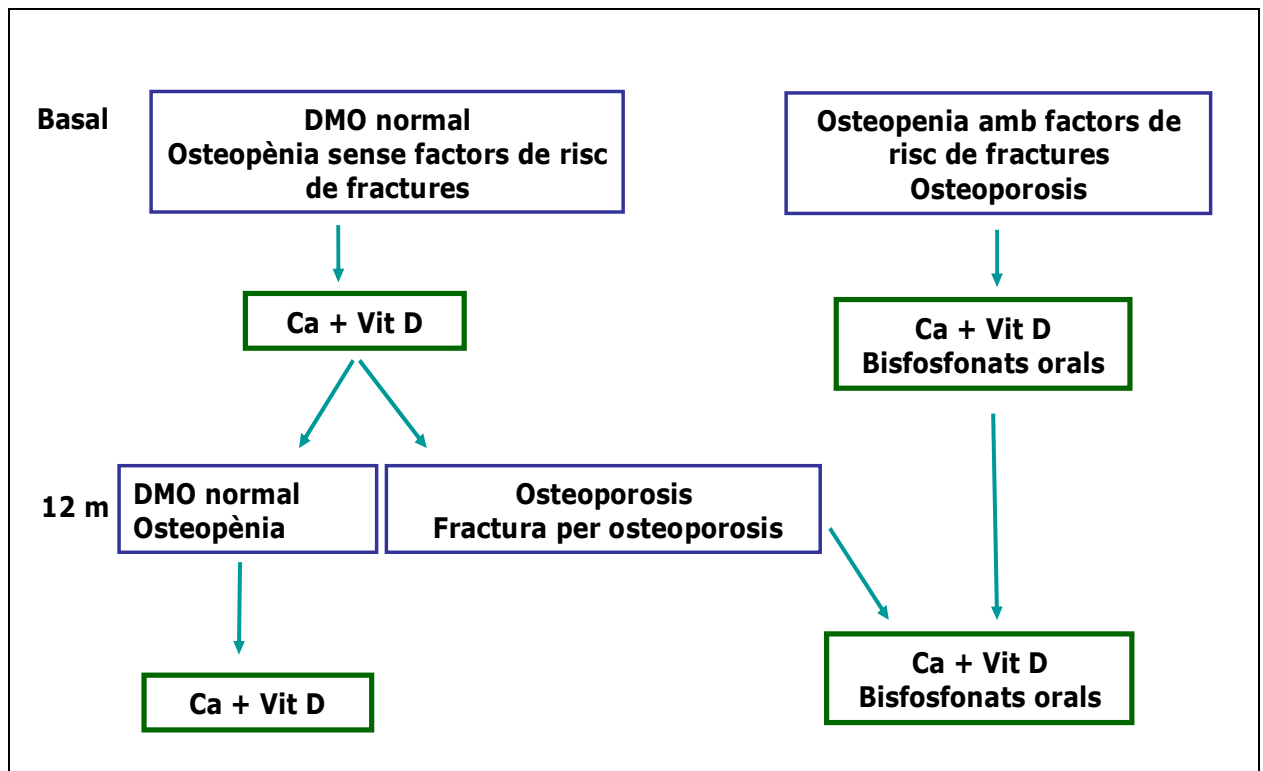 Basal
DMO normal
Osteopènia sense factors de risc
de fractures
Osteopenia amb factors de
risc de fractures
Osteoporosis
Ca + Vit D
Ca + Vit D
Bisfosfonats orals
12 m
DMO normal
Osteopènia
Osteoporosis
Fractura per osteoporosis
Ca + Vit D
Ca + Vit D
Bisfosfonats orals